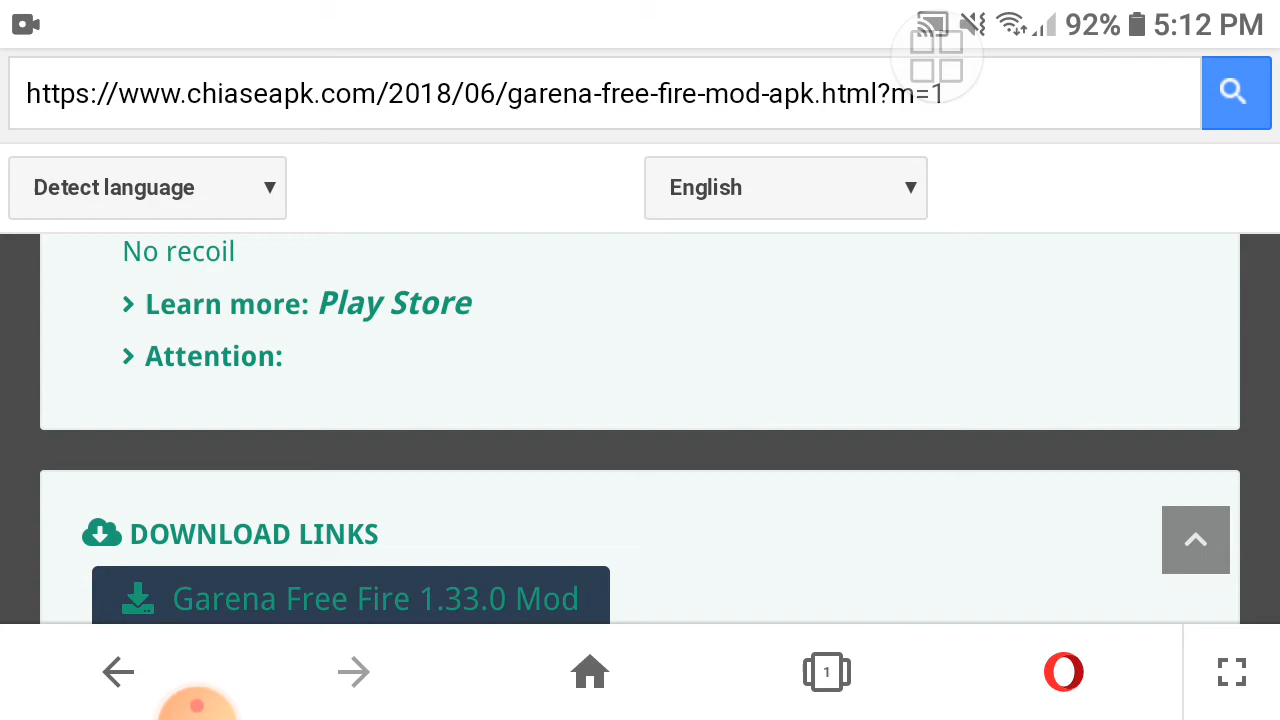 92% 5:12 PM
https://www.chiaseapk.com/2018/06/garena-free-fire-mod-apk.html?m=1
Detect language ▼ English ▼
No recoil
Learn more: Play Store
Attention:
DOWNLOAD LINKS
Garena Free Fire 1.33.0 Mod
1